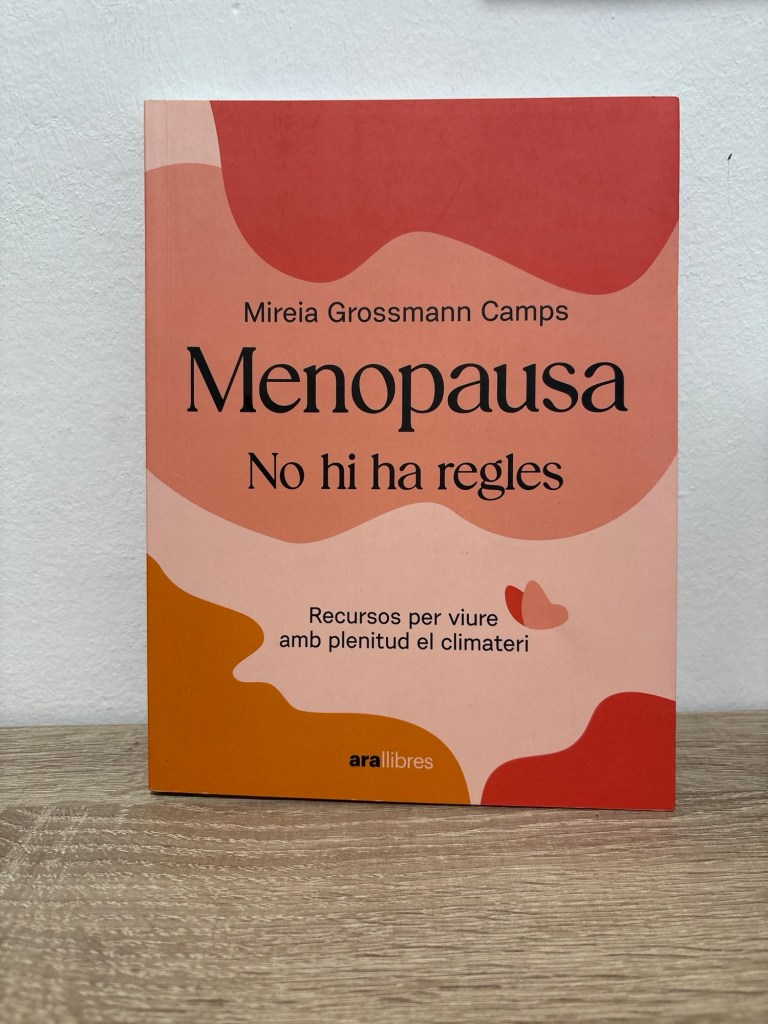 Mireia Grossmann Camps
Menopausa
No hi ha regles
Recursos per viure
amb plenitud el climateri
arallibres